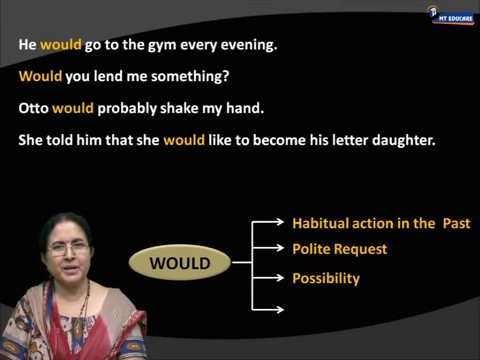 MT EDUCARE
He would go to the gym every evening.
Would you lend me something?
Otto would probably shake my hand.
She told him that she would like to become his letter daughter.
WOULD
Habitual action in the Past
Polite Request
Possibility